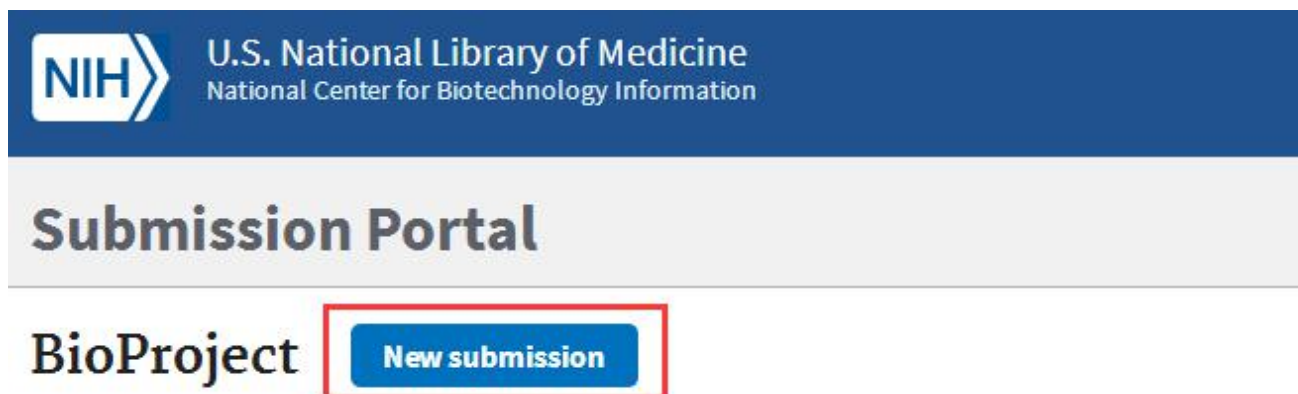 NIH
U.S. National Library of Medicine
National Center for Biotechnology Information
Submission Portal
BioProject
New submission